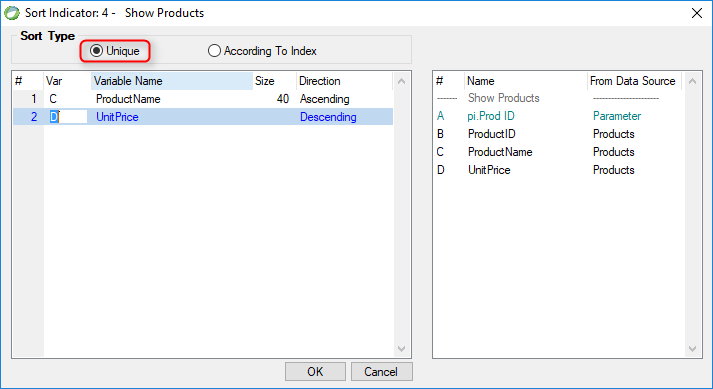 Sort Indicator: 4 - Show Products
Sort Type
Unique According To Index
# Var Variable Name Size Direction
1 C ProductName 40 Ascending
2 D UnitPrice Descending
# Name From Data Source
------- Show Products ----------------------
A pi.Prod ID Parameter
B ProductID Products
C ProductName Products
D UnitPrice Products
OK Cancel